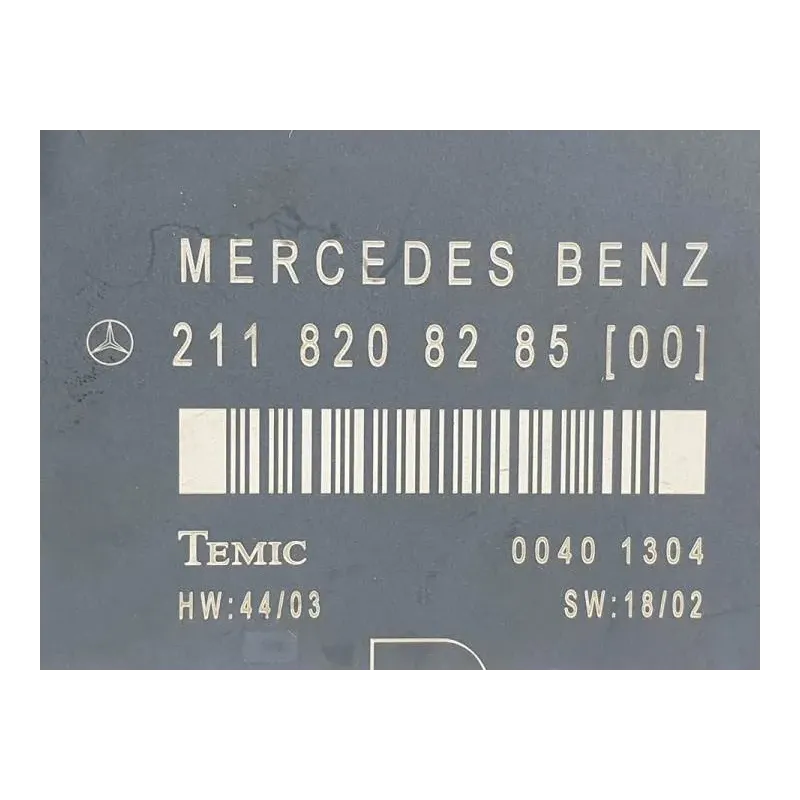 MERCEDES BENZ
211 820 82 85 [00]
TEMIC 0040 1304
HW:44/03 SW:18/02